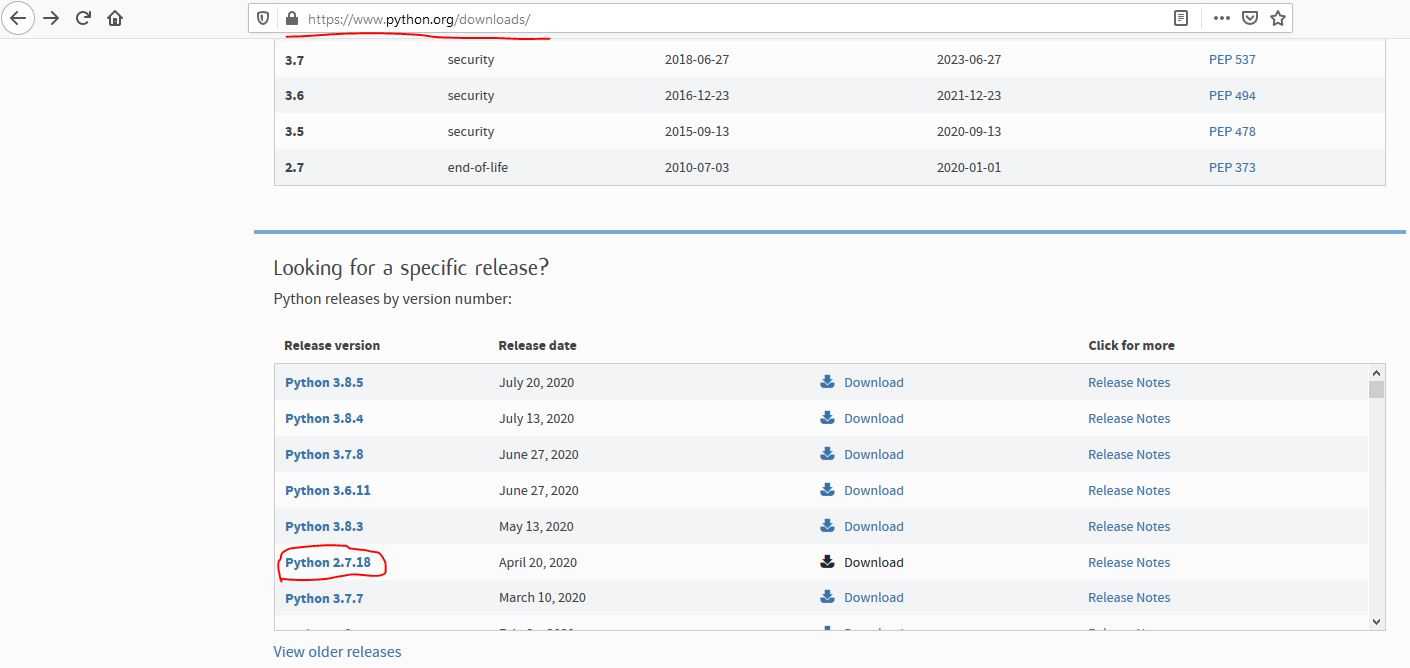 https://www.python.org/downloads/
3.7 security 2018-06-27 2023-06-27 PEP 537
3.6 security 2016-12-23 2021-12-23 PEP 494
3.5 security 2015-09-13 2020-09-13 PEP 478
2.7 end-of-life 2010-07-03 2020-01-01 PEP 373
Looking for a specific release?
Python releases by version number:
Release version Release date Click for more
Python 3.8.5 July 20, 2020 Download Release Notes
Python 3.8.4 July 13, 2020 Download Release Notes
Python 3.7.8 June 27, 2020 Download Release Notes
Python 3.6.11 June 27, 2020 Download Release Notes
Python 3.8.3 May 13, 2020 Download Release Notes
Python 2.7.18 April 20, 2020 Download Release Notes
Python 3.7.7 March 10, 2020 Download Release Notes
View older releases